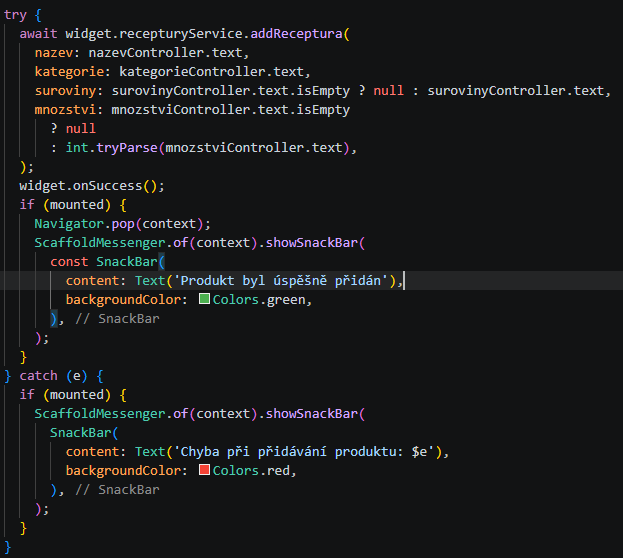 try {
await widget.recepturyService.addReceptura(
nazev: nazevController.text,
kategorie: kategorieController.text,
suroviny: surovinyController.text.isEmpty ? null : surovinyController.text,
mnozstvi: mnozstviController.text.isEmpty
? null
: int.tryParse(mnozstviController.text),
);
widget.onSuccess();
if (mounted) {
Navigator.pop(context);
ScaffoldMessenger.of(context).showSnackBar(
const SnackBar(
content: Text('Produkt byl úspěšně přidán'),
backgroundColor: Colors.green,
), // SnackBar
);
}
} catch (e) {
if (mounted) {
ScaffoldMessenger.of(context).showSnackBar(
SnackBar(
content: Text('Chyba při přidávání produktu: $e'),
backgroundColor: Colors.red,
), // SnackBar
);
}
}